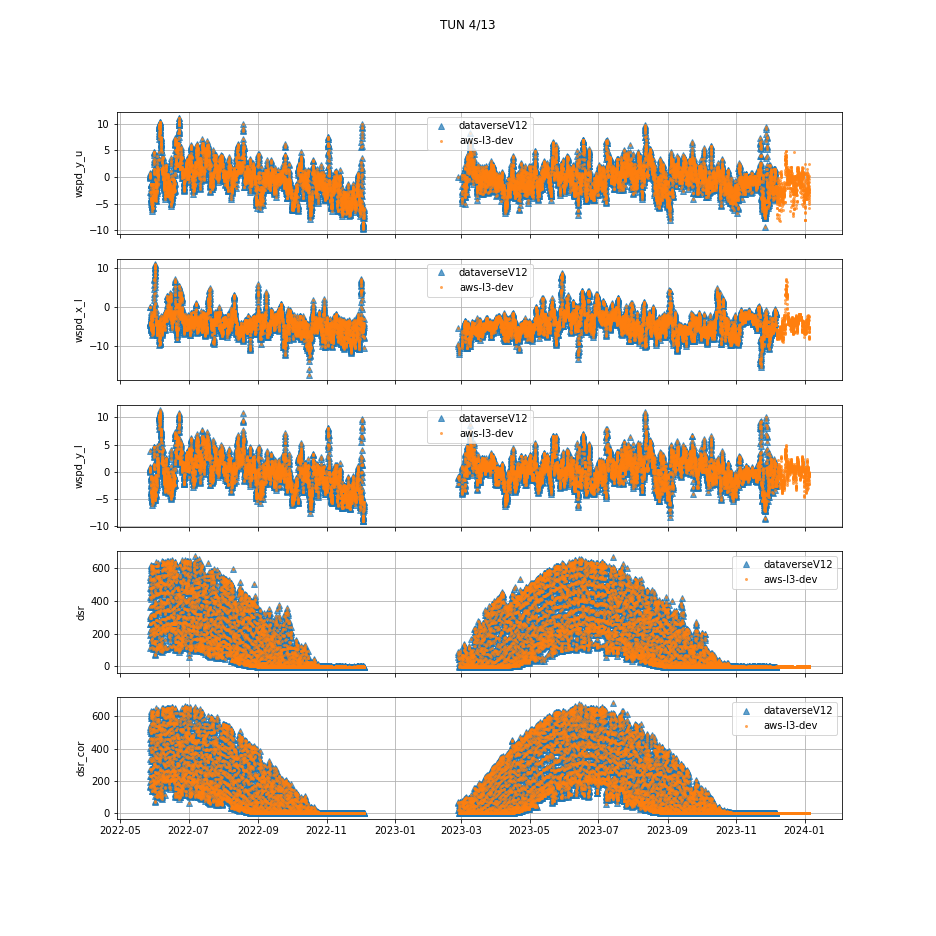 TUN 4/13
10
5
0
−5
−10
wspd_y_u
dataverseV12
aws-l3-dev
10
0
−10
wspd_x_l
dataverseV12
aws-l3-dev
10
5
0
−5
−10
wspd_y_l
dataverseV12
aws-l3-dev
600
400
200
0
dsr
dataverseV12
aws-l3-dev
600
400
200
0
dsr_cor
dataverseV12
aws-l3-dev
2022-05 2022-07 2022-09 2022-11 2023-01 2023-03 2023-05 2023-07 2023-09 2023-11 2024-01